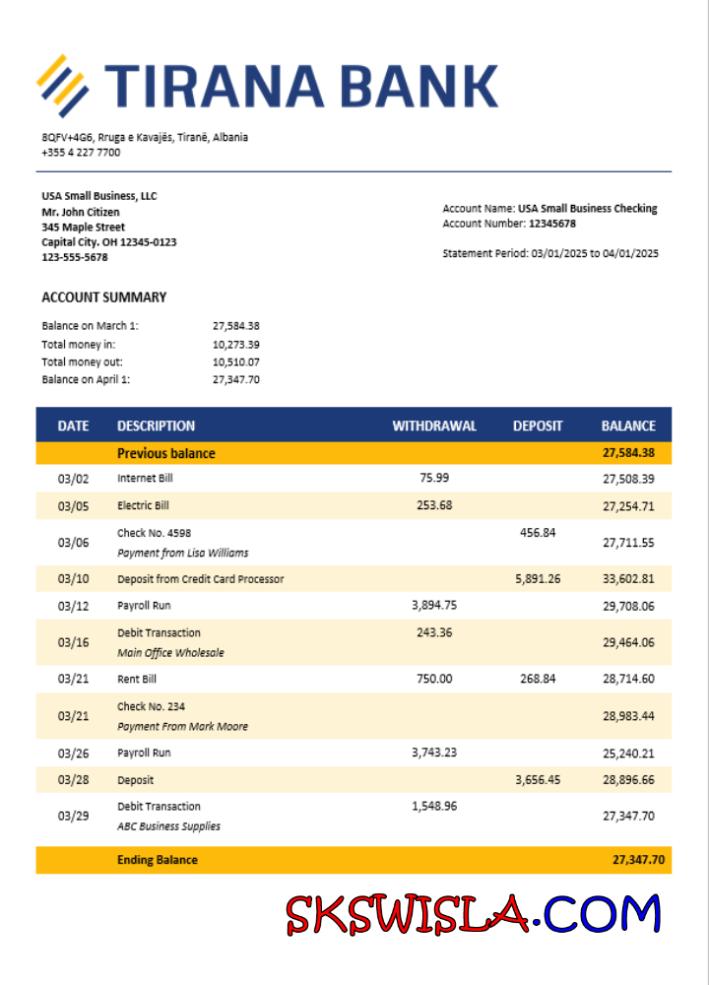 TIRANA BANK
8QFV+4G6, Rruga e Kavajës, Tiranë, Albania
+355 4 227 7700
USA Small Business, LLC
Mr. John Citizen
345 Maple Street
Capital City. OH 12345-0123
123-555-5678
Account Name: USA Small Business Checking
Account Number: 12345678
Statement Period: 03/01/2025 to 04/01/2025
ACCOUNT SUMMARY
Balance on March 1: 27,584.38
Total money in: 10,273.39
Total money out: 10,510.07
Balance on April 1: 27,347.70
DATE DESCRIPTION WITHDRAWAL DEPOSIT BALANCE
Previous balance 27,584.38
03/02 Internet Bill 75.99 27,508.39
03/05 Electric Bill 253.68 27,254.71
03/06 Check No. 4598 456.84 27,711.55
Payment from Lisa Williams
03/10 Deposit from Credit Card Processor 5,891.26 33,602.81
03/12 Payroll Run 3,894.75 29,708.06
03/16 Debit Transaction 243.36 29,464.06
Main Office Wholesale
03/21 Rent Bill 750.00 268.84 28,714.60
03/21 Check No. 234 28,983.44
Payment From Mark Moore
03/26 Payroll Run 3,743.23 25,240.21
03/28 Deposit 3,656.45 28,896.66
03/29 Debit Transaction 1,548.96 27,347.70
ABC Business Supplies
Ending Balance 27,347.70
SKSWISLA.COM